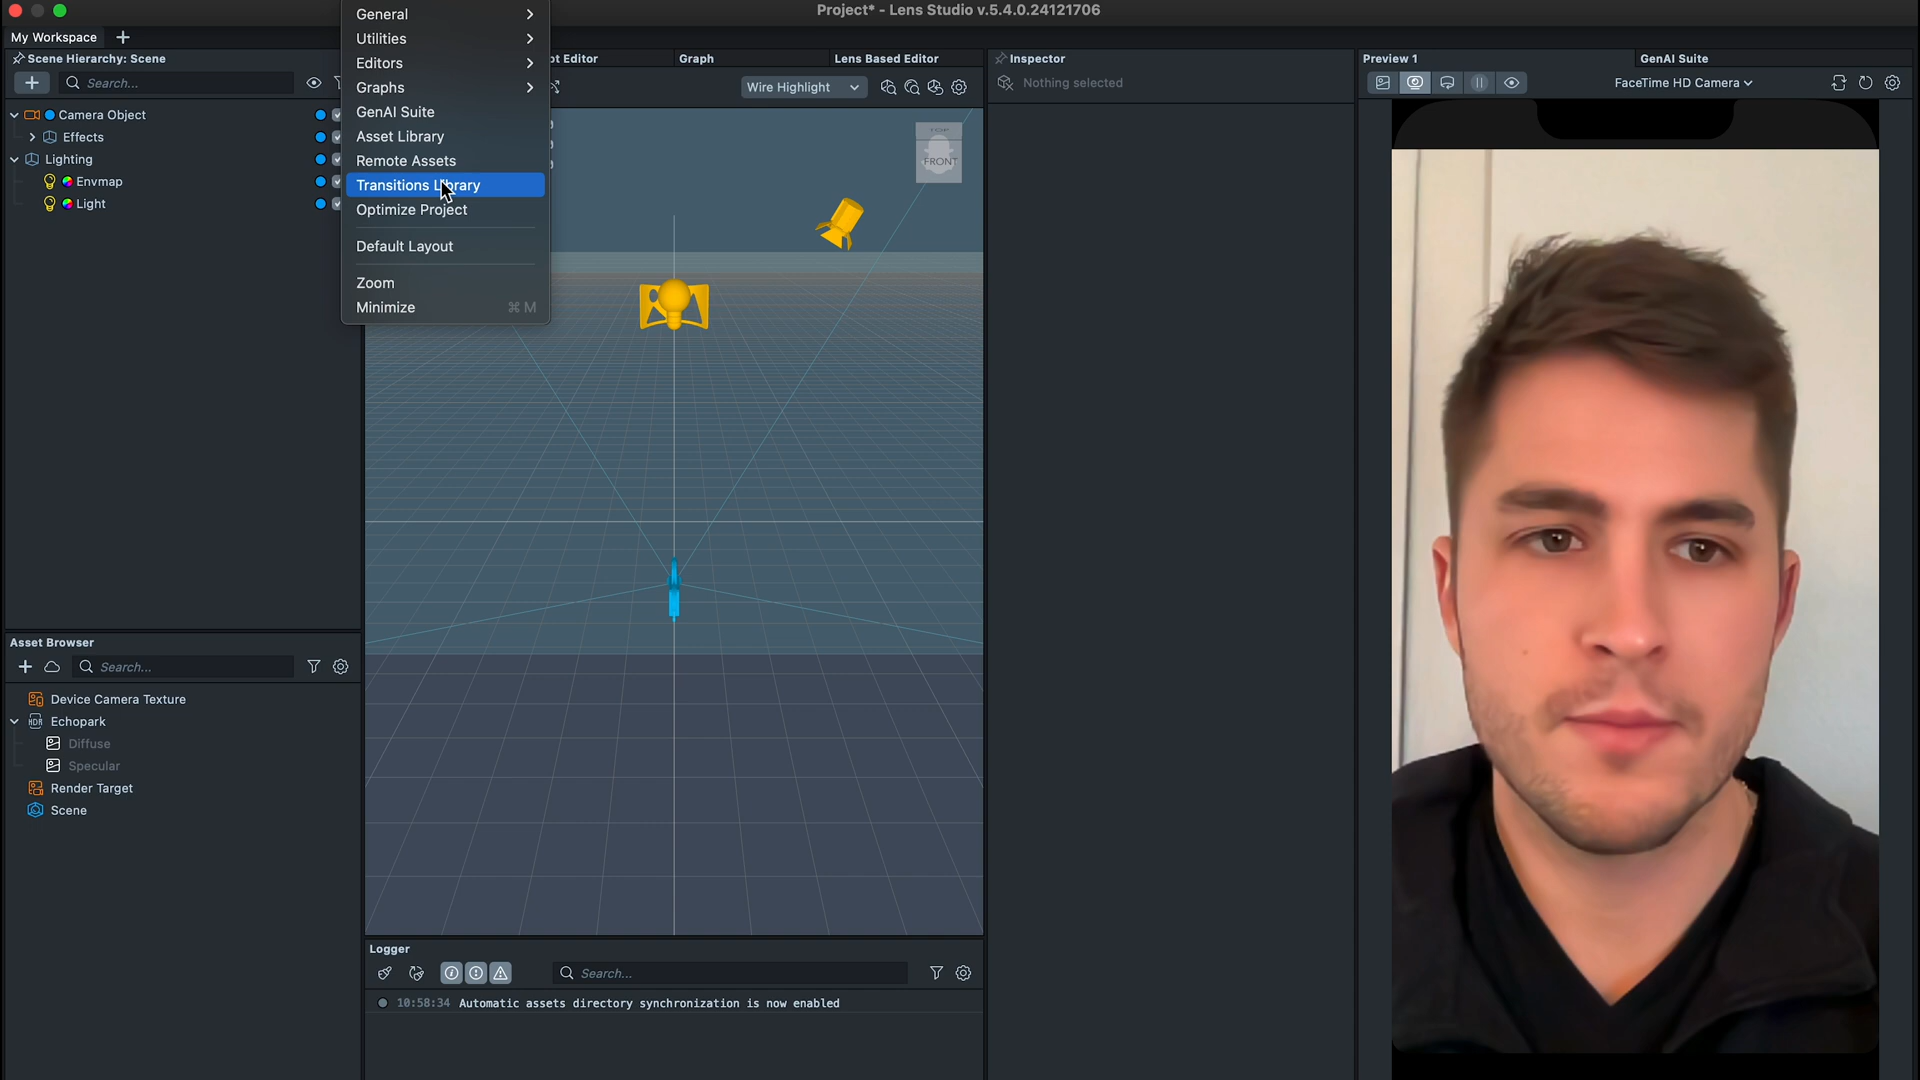 Project* - Lens Studio v.5.4.0.24121706
My Workspace
Scene Hierarchy: Scene
Search...
Camera Object
Effects
Lighting
Envmap
Light
General
Utilities
Editors
Graphs
GenAI Suite
Asset Library
Remote Assets
Transitions Library
Optimize Project
Default Layout
Zoom
Minimize ⌘ M
pt Editor
Graph
Lens Based Editor
Wire Highlight
TOP
FRONT
Inspector
Nothing selected
Preview 1
GenAI Suite
FaceTime HD Camera
Asset Browser
Search...
Device Camera Texture
HDR Echopark
Diffuse
Specular
Render Target
Scene
Logger
Search...
10:58:34 Automatic assets directory synchronization is now enabled